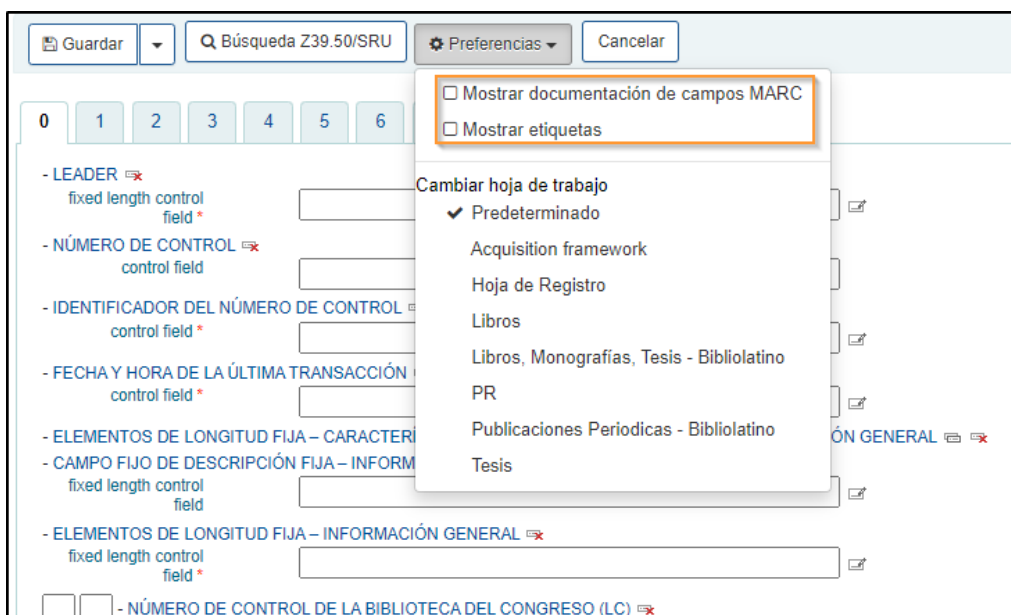 Guardar Búsqueda Z39.50/SRU Preferencias Cancelar
Mostrar documentación de campos MARC
Mostrar etiquetas
0 1 2 3 4 5 6
Cambiar hoja de trabajo
Predeterminado
Acquisition framework
Hoja de Registro
Libros
Libros, Monografías, Tesis - Bibliolatino
PR
Publicaciones Periodicas - Bibliolatino
Tesis
- LEADER
fixed length control
field *
- NÚMERO DE CONTROL
control field
- IDENTIFICADOR DEL NÚMERO DE CONTROL
control field *
- FECHA Y HORA DE LA ÚLTIMA TRANSACCIÓN
control field *
- ELEMENTOS DE LONGITUD FIJA – CARACTERÍ ÓN GENERAL
- CAMPO FIJO DE DESCRIPCIÓN FIJA – INFORM
fixed length control
field
- ELEMENTOS DE LONGITUD FIJA – INFORMACIÓN GENERAL
fixed length control
field *
- NÚMERO DE CONTROL DE LA BIBLIOTECA DEL CONGRESO (LC)